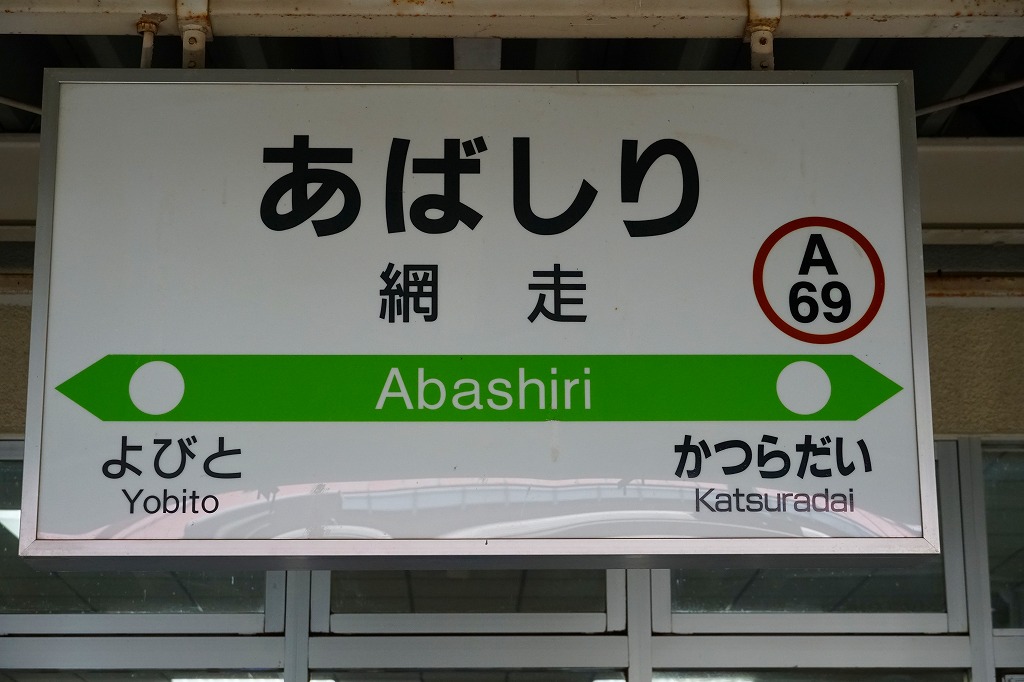 あばしり
網走
A
69
Abashiri
よびと
Yobito
かつらだい
Katsuradai